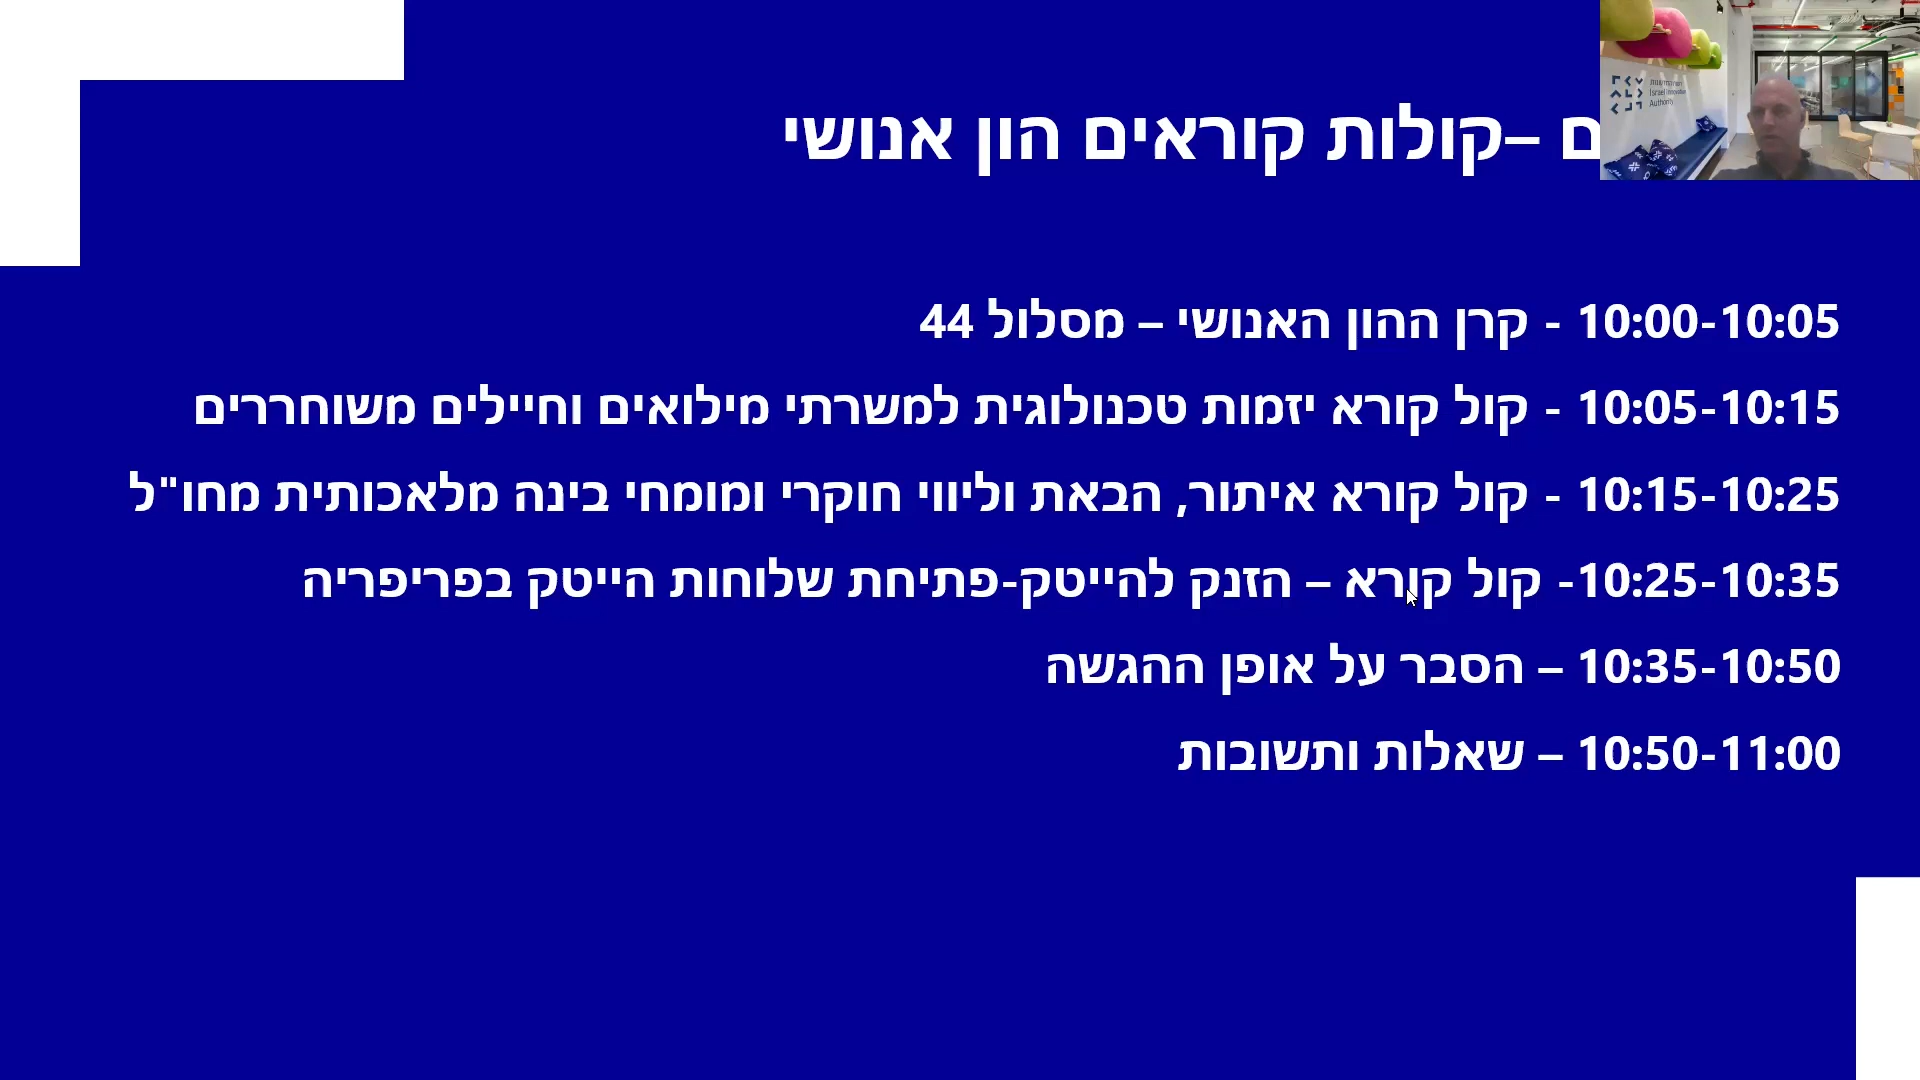 –קולות קוראים הון אנושי
10:00-10:05 - קרן ההון האנושי – מסלול 44
10:05-10:15 - קול קורא יזמות טכנולוגית למשרתי מילואים וחיילים משוחררים
10:15-10:25 - קול קורא איתור, הבאת וליווי חוקרי ומומחי בינה מלאכותית מחו"ל
10:25-10:35- קול קורא – הזנק להייטק-פתיחת שלוחות הייטק בפריפריה
10:35-10:50 – הסבר על אופן ההגשה
10:50-11:00 – שאלות ותשובות
Israel Innovation
Authority